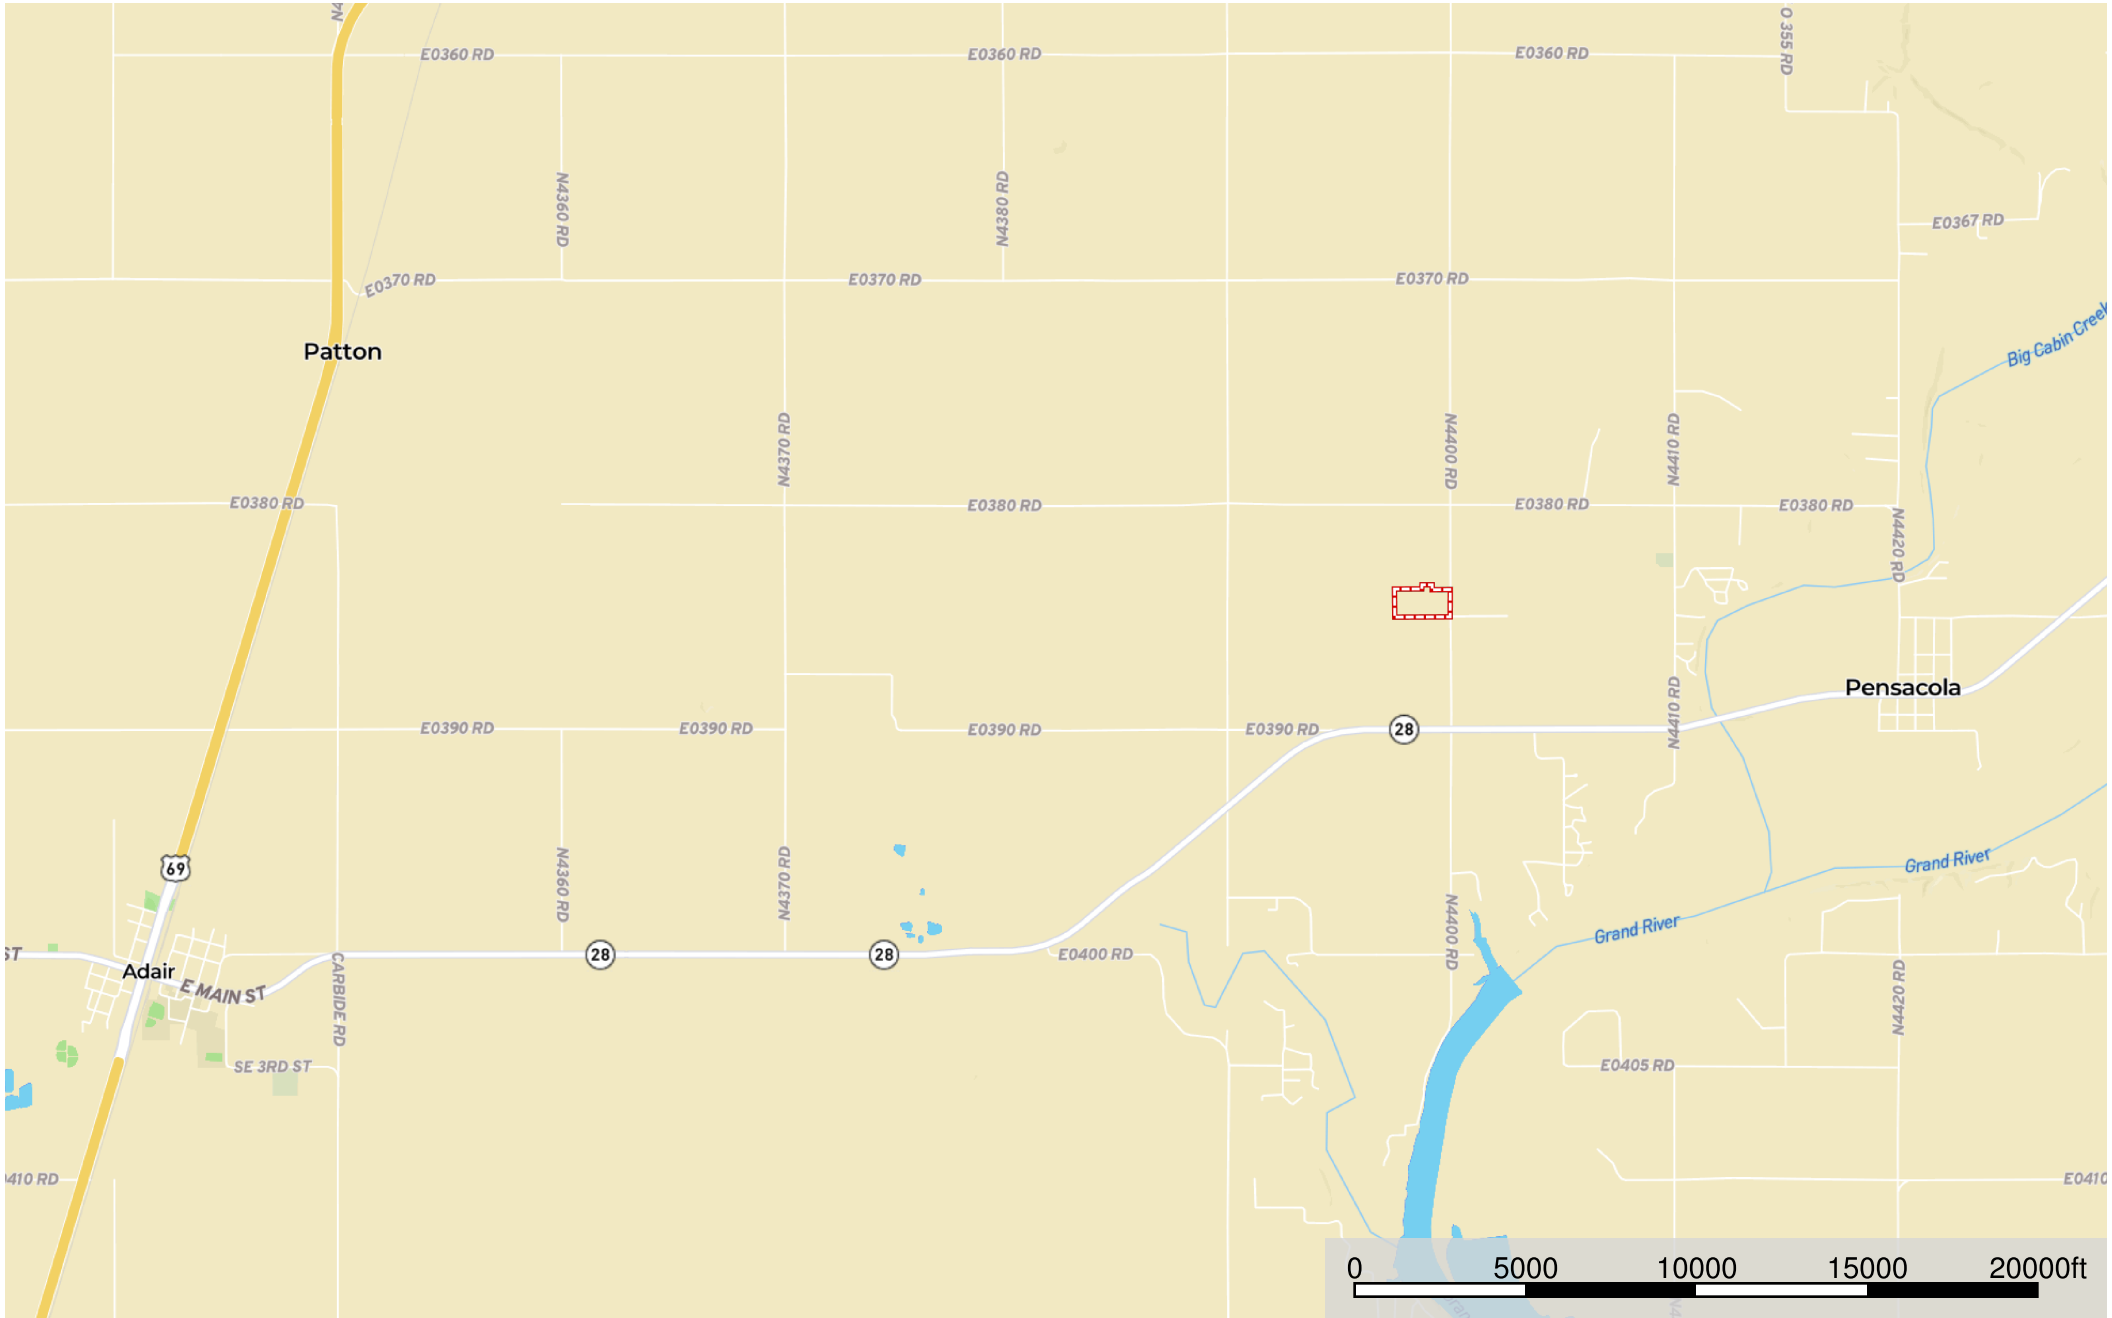 E0360 RD
E0360 RD
E0360 RD
O 355 RD
N4360 RD
N4380 RD
E0367 RD
E0370 RD
E0370 RD
E0370 RD
Big Cabin Creek
Patton
N4370 RD
N4400 RD
N4410 RD
E0380 RD
E0380 RD
E0380 RD
E0380 RD
N4420 RD
Pensacola
N4410 RD
E0390 RD
E0390 RD
E0390 RD
E0390 RD
28
69
N4360 RD
N4370 RD
Grand River
N4400 RD
Grand River
ST
28
28
E0400 RD
Adair
E MAIN ST
CARBIDE RD
N4420 RD
SE 3RD ST
E0405 RD
0410 RD
E0410
0 5000 10000 15000 20000ft